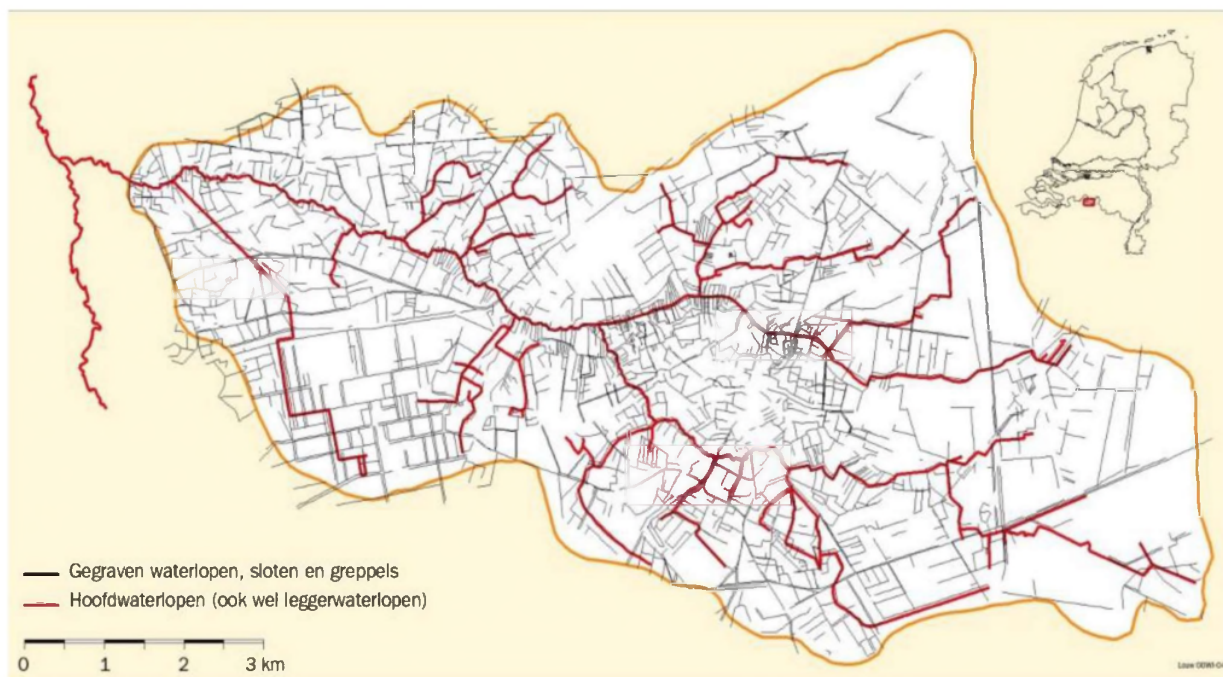 Gegraven waterlopen, sloten en greppels
Hoofdwaterlopen (ook wel leggerwaterlopen)
0 1 2 3 km